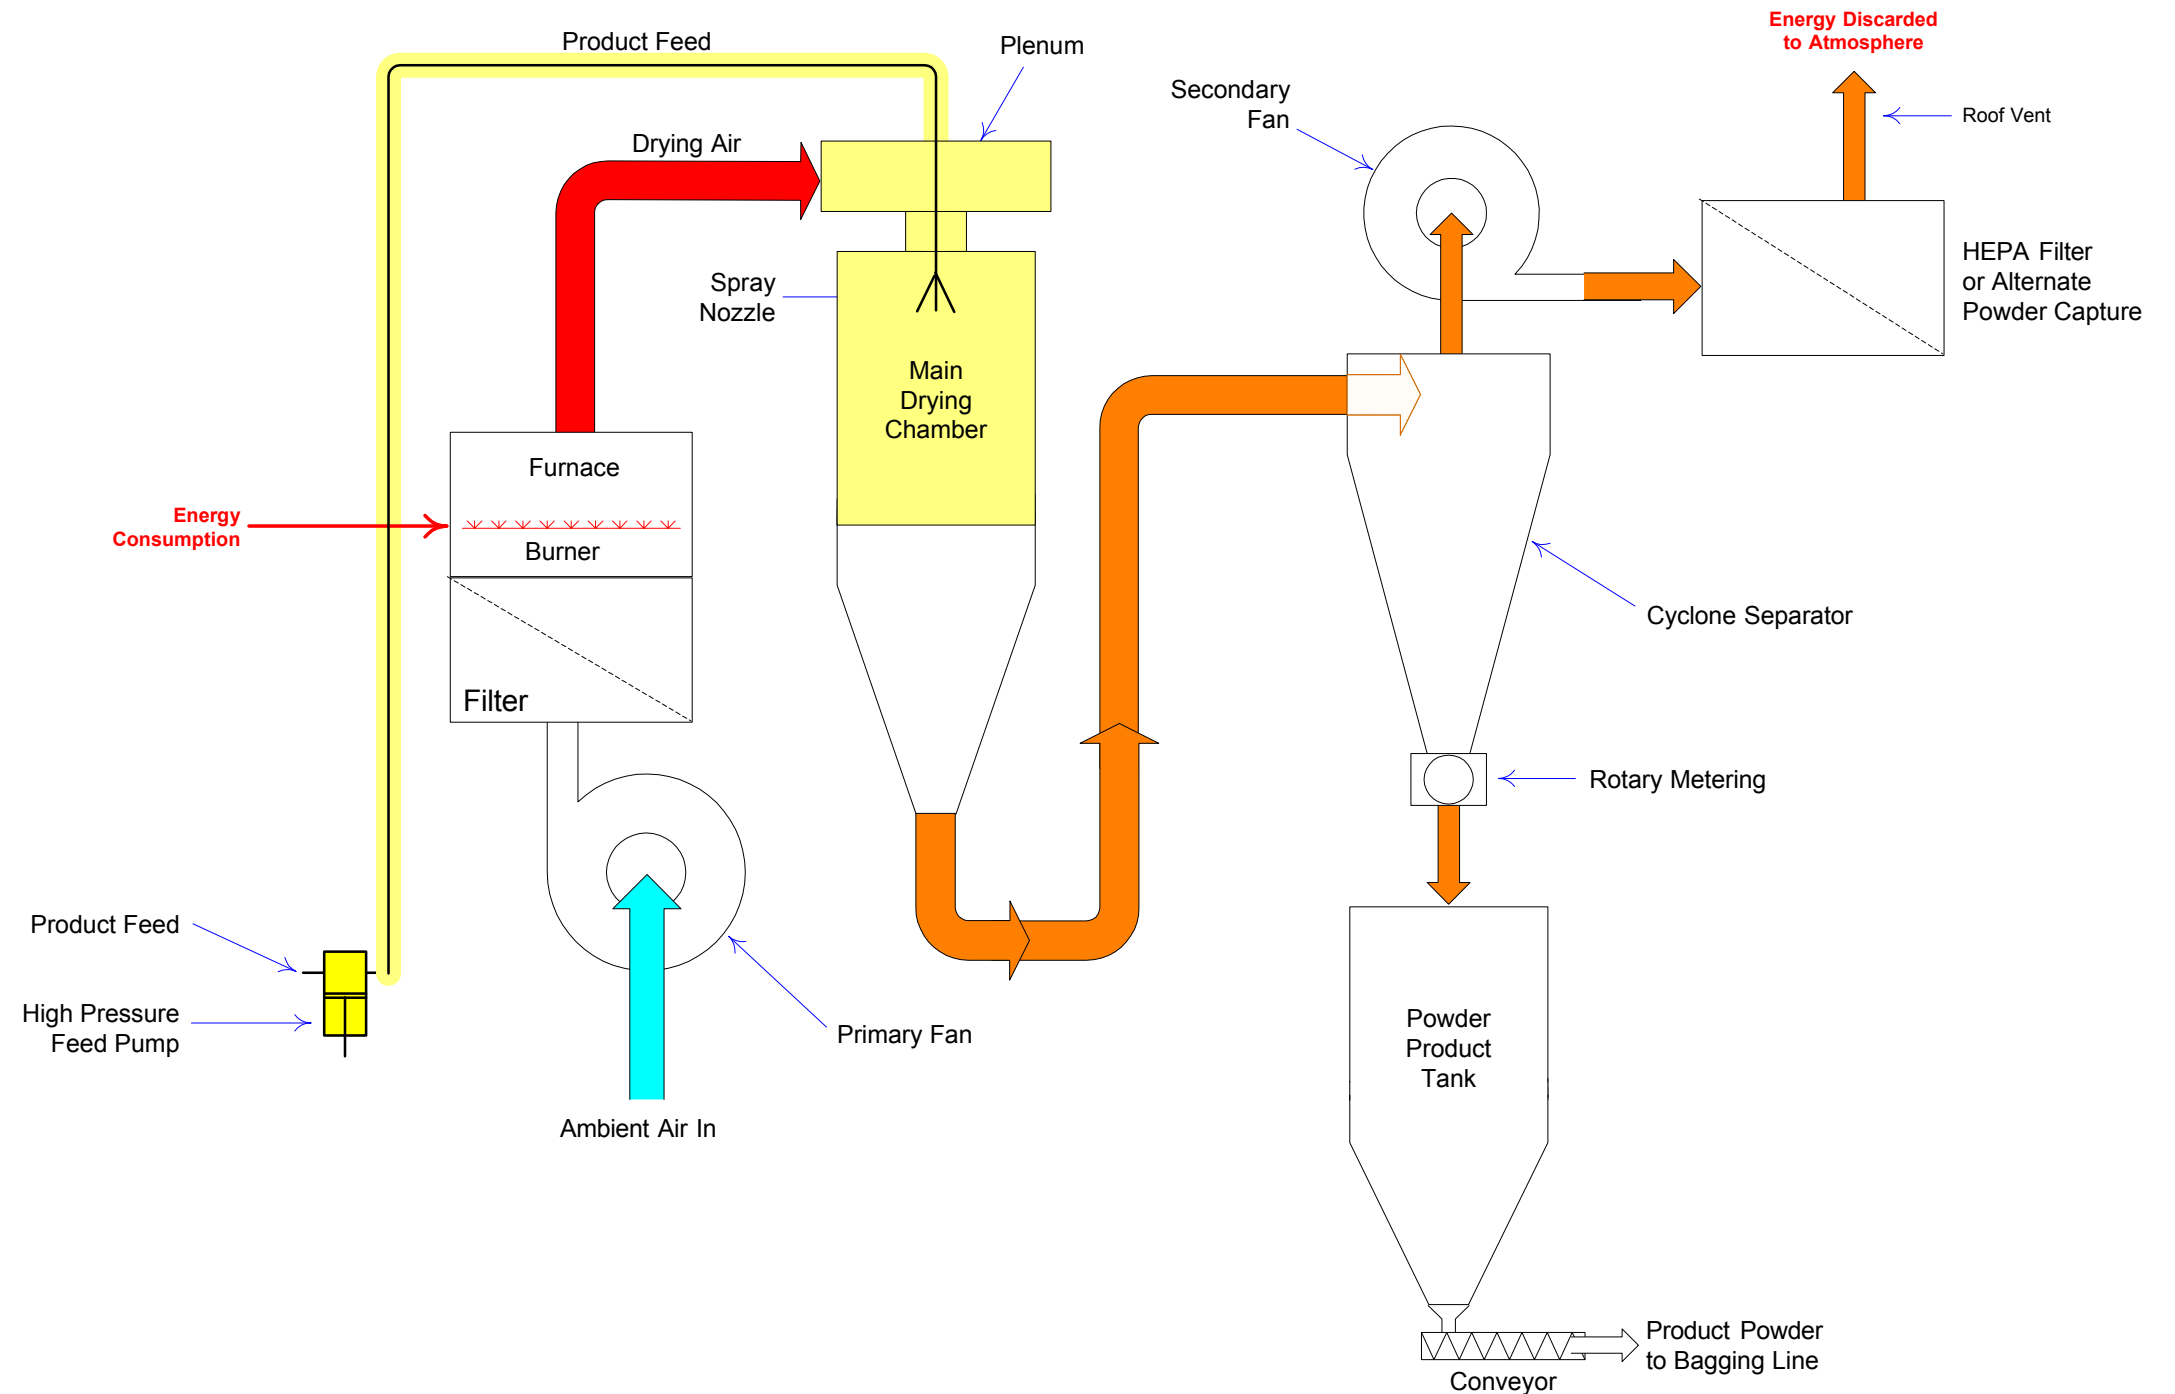 Energy Discarded
to Atmosphere
Product Feed
Plenum
Secondary
Fan
Roof Vent
Drying Air
HEPA Filter
or Alternate
Powder Capture
Spray
Nozzle
Main
Drying
Chamber
Furnace
Energy
Consumption
Burner
Cyclone Separator
Filter
Rotary Metering
Product Feed
High Pressure
Feed Pump
Primary Fan
Powder
Product
Tank
Ambient Air In
Product Powder
to Bagging Line
Conveyor